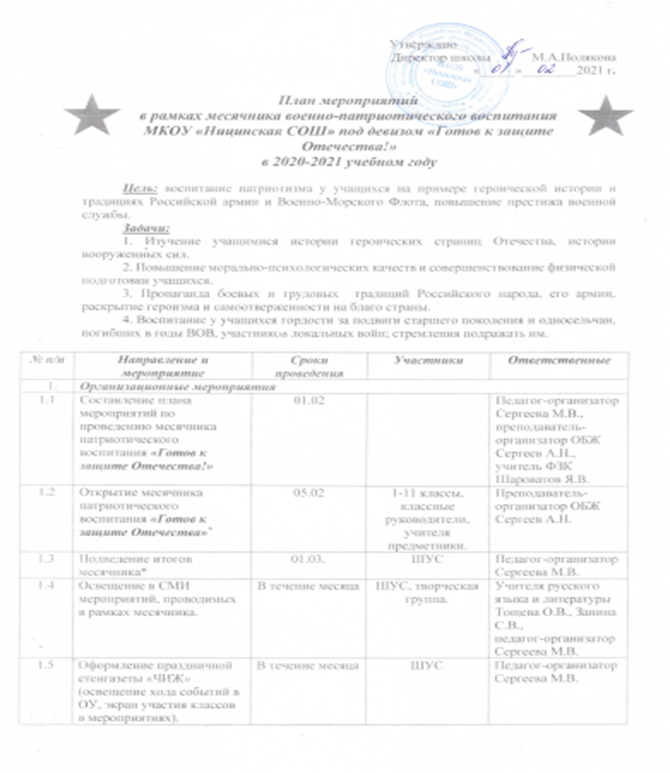 Утверждаю
Директор школы М.А.Полякова
« 01 » 02 2021 г.
План мероприятий
в рамках месячника военно-патриотического воспитания
МКОУ «Ницинская СОШ» под девизом «Готов к защите
Отечества!»
в 2020-2021 учебном году
Цель: воспитание патриотизма у учащихся на примере героической истории и
традициях Российской армии и Военно-Морского Флота, повышение престижа военной
службы.
Задачи:
1. Изучение учащимися истории героических страниц Отечества, истории
вооруженных сил.
2. Повышение морально-психологических качеств и совершенствование физической
подготовки учащихся.
3. Пропаганда боевых и трудовых традиций Российского народа, его армии,
раскрытие героизма и самоотверженности на благо страны.
4. Воспитание у учащихся гордости за подвиги старшего поколения и односельчан,
погибших в годы ВОВ, участников локальных войн; стремления подражать им.
№ п/п Направление и мероприятие Сроки проведения Участники Ответственные
1. Организационные мероприятия
1.1 Составление плана 01.02 Педагог-организатор
мероприятий по Сергеева М.В.,
проведению месячника преподаватель-
патриотического организатор ОБЖ
воспитания «Готов к Сергеев А.Н.,
защите Отечества!» учитель ФЗК
Шароватов Я.В.
1.2 Открытие месячника 05.02 1-11 классы, Преподаватель-
патриотического классные организатор ОБЖ
воспитания «Готов к руководители, Сергеев А.Н.
защите Отечества»* учителя
предметники.
1.3 Подведение итогов 01.03. ШУС Педагог-организатор
месячника* Сергеева М.В.
1.4 Освещение в СМИ В течение месяца ШУС, творческая Учителя русского
мероприятий, проводимых группа. языка и литературы
в рамках месячника. Тощева О.В., Занина
С.В.,
педагог-организатор
Сергеева М.В.
1.5 Оформление праздничной В течение месяца ШУС Педагог-организатор
стенгазеты «ЧИЖ» Сергеева М.В.
(освещение хода событий в
ОУ, экран участия классов
в мероприятиях).